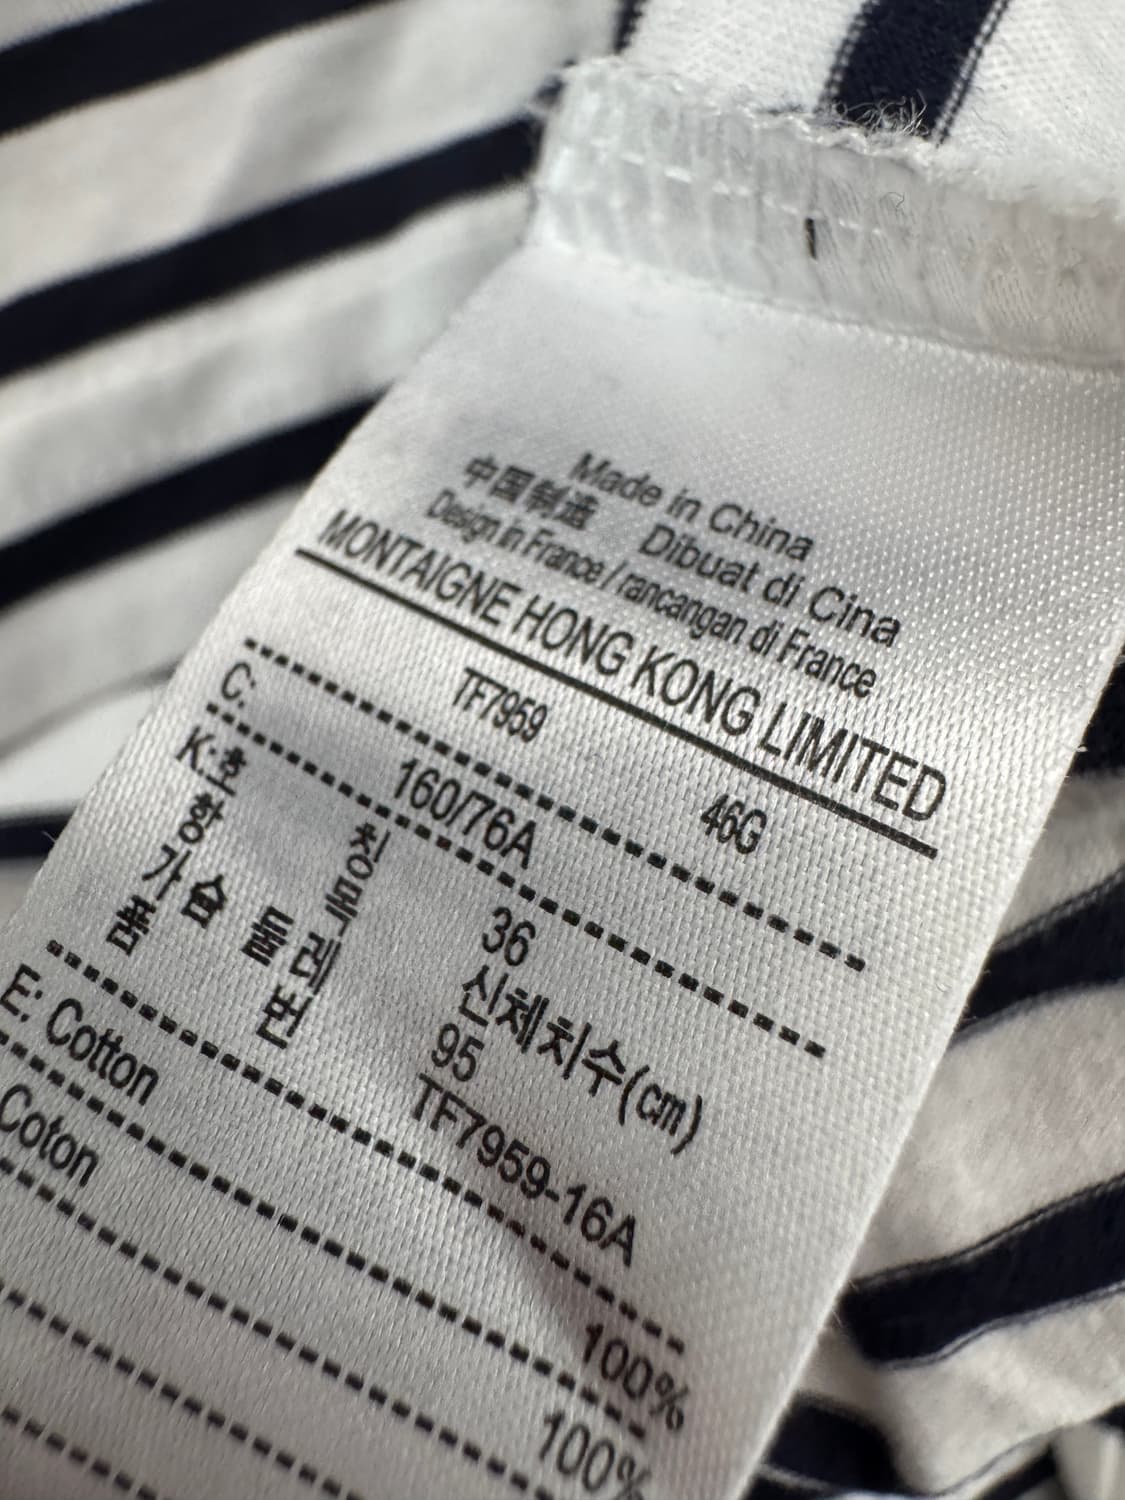 Made in China
中国制造 Dibuat di Cina
Design in France / rancangan di France
MONTAIGNE HONG KONG LIMITED
TF7959 46G
C: 160/76A
K: 호칭 36
항목 신체치수(cm)
가슴둘레 95
품번 TF7959-16A
E: Cotton 100%
Coton 100%